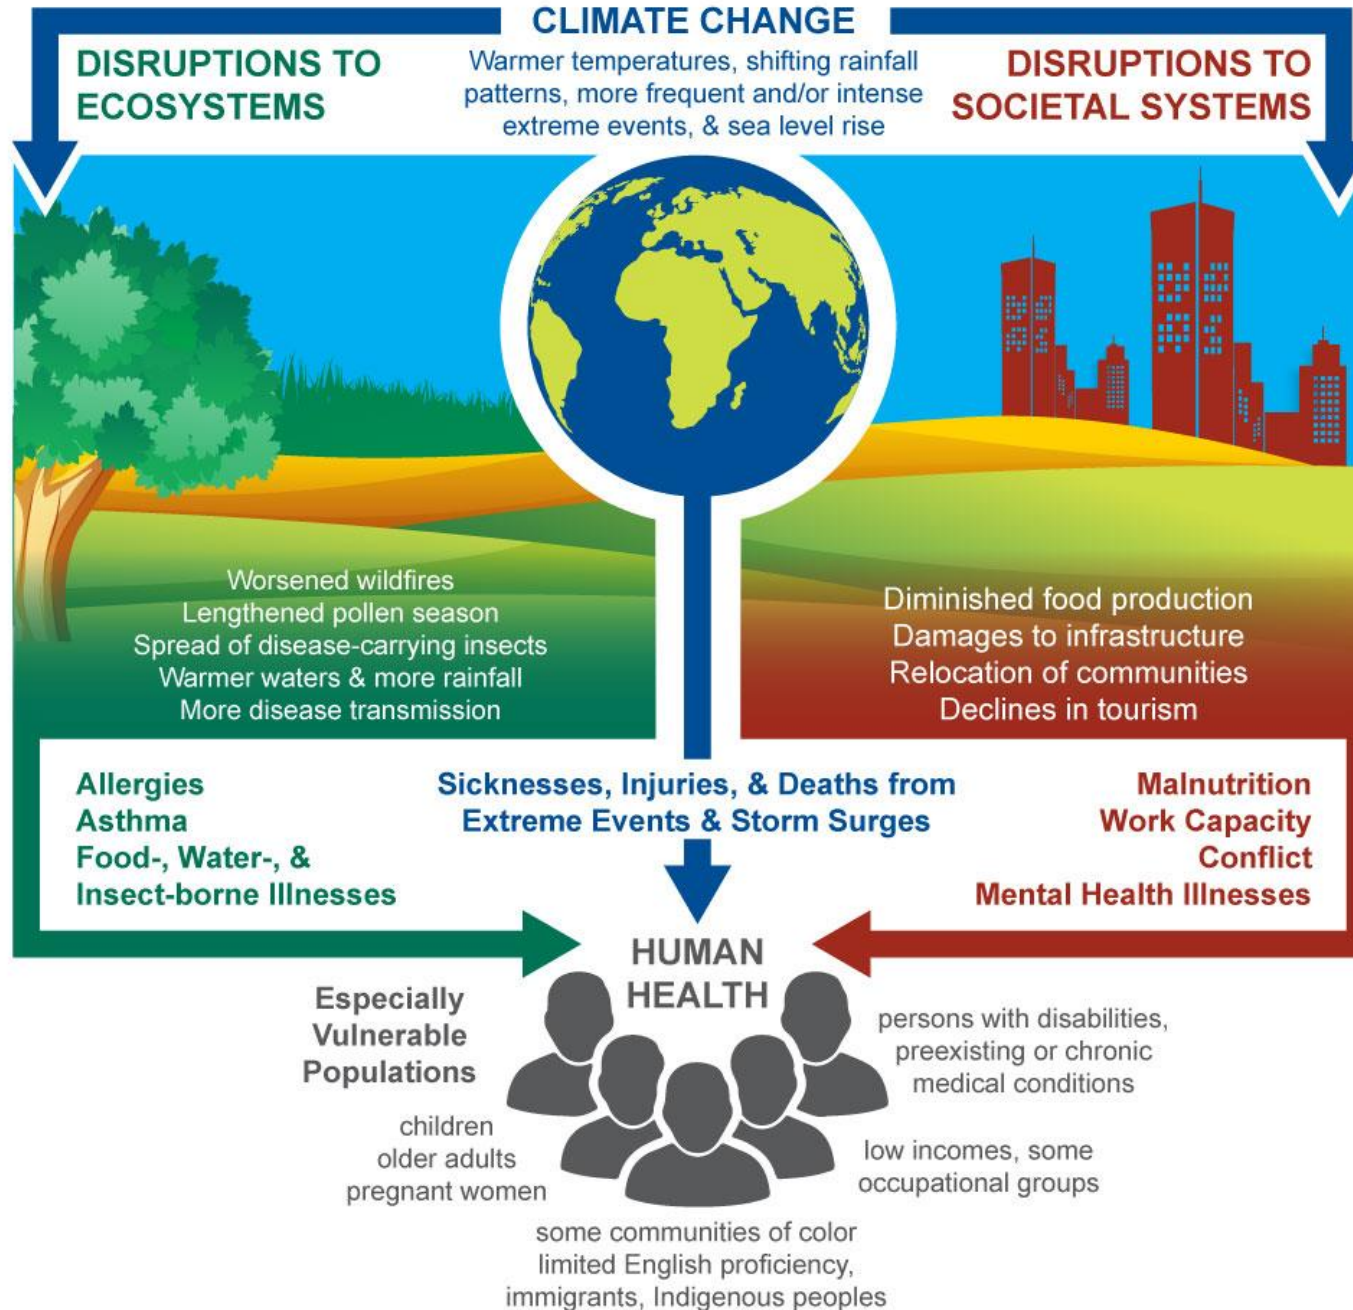 CLIMATE CHANGE
Warmer temperatures, shifting rainfall
patterns, more frequent and/or intense
extreme events, & sea level rise
DISRUPTIONS TO
ECOSYSTEMS
DISRUPTIONS TO
SOCIETAL SYSTEMS
Worsened wildfires
Lengthened pollen season
Spread of disease-carrying insects
Warmer waters & more rainfall
More disease transmission
Diminished food production
Damages to infrastructure
Relocation of communities
Declines in tourism
Allergies
Asthma
Food-, Water-, &
Insect-borne Illnesses
Sicknesses, Injuries, & Deaths from
Extreme Events & Storm Surges
Malnutrition
Work Capacity
Conflict
Mental Health Illnesses
HUMAN
HEALTH
Especially
Vulnerable
Populations
children
older adults
pregnant women
some communities of color
limited English proficiency,
immigrants, Indigenous peoples
low incomes, some
occupational groups
persons with disabilities,
preexisting or chronic
medical conditions